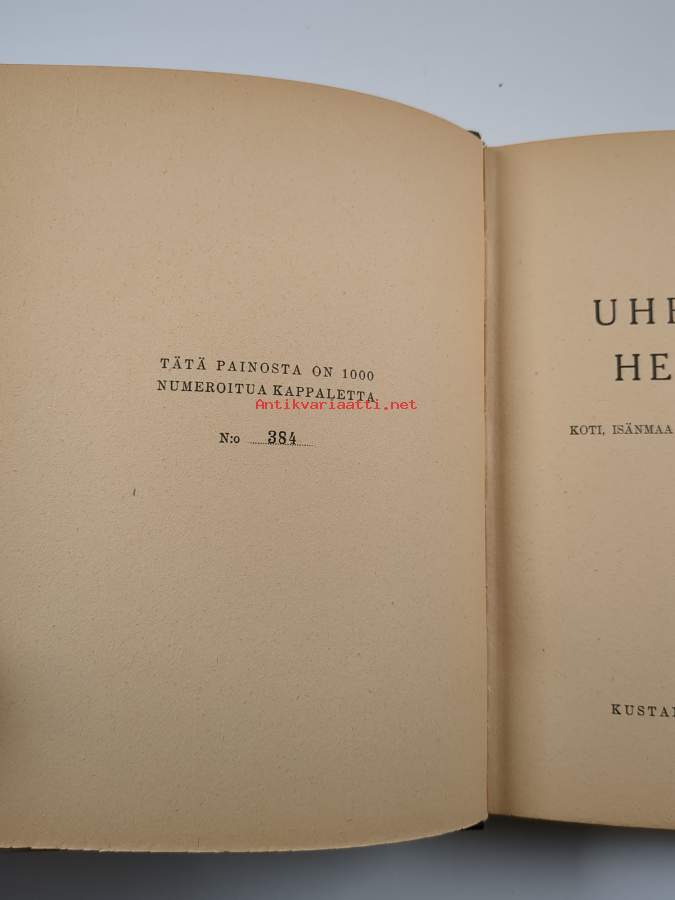 TÄTÄ PAINOSTA ON 1000
NUMEROITUA KAPPALETTA
Antikvariaatti.net
N:o 384
UHR
HE
KOTI, ISÄNMAA
KUSTAN